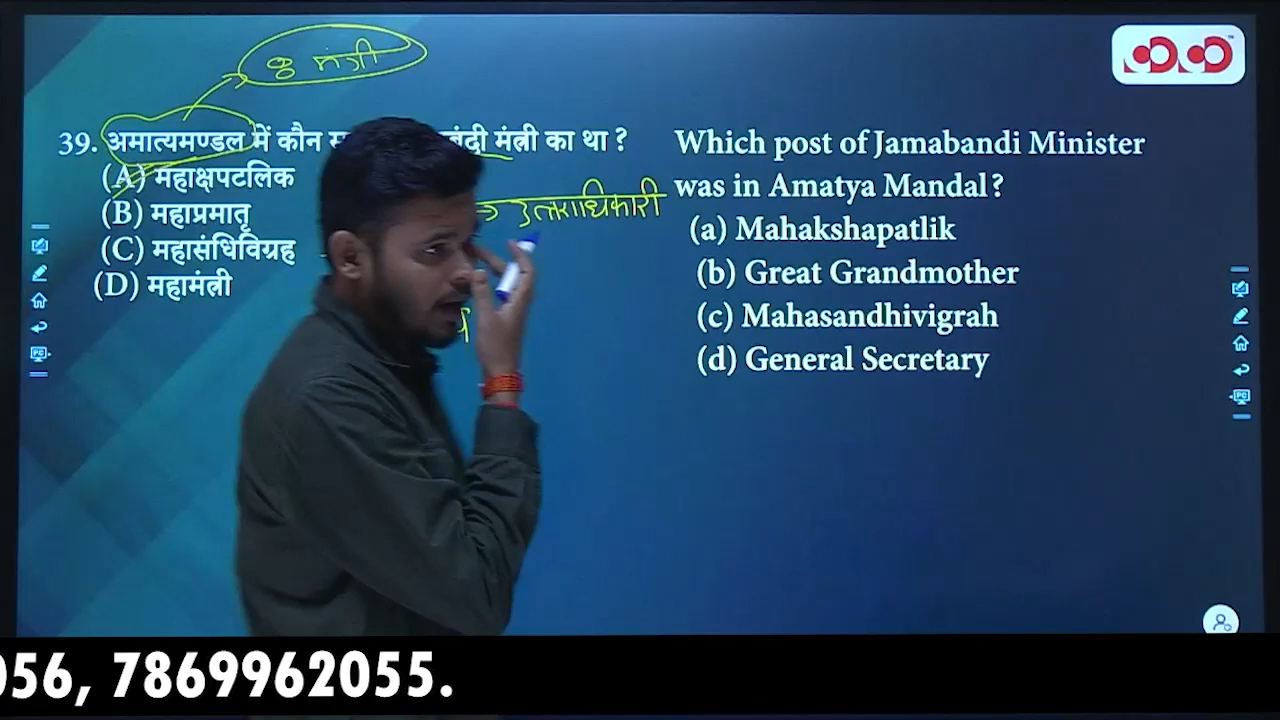 8 मंत्री
39. अमात्यमण्डल में कौन मंत्री का था ?
(A) महाक्षपटलिक
(B) महाप्रमातृ
(C) महासंधिविग्रह
(D) महामंत्री
उत्तराधिकारी
Which post of Jamabandi Minister
was in Amatya Mandal?
(a) Mahakshapatlik
(b) Great Grandmother
(c) Mahasandhivigrah
(d) General Secretary
056, 7869962055.